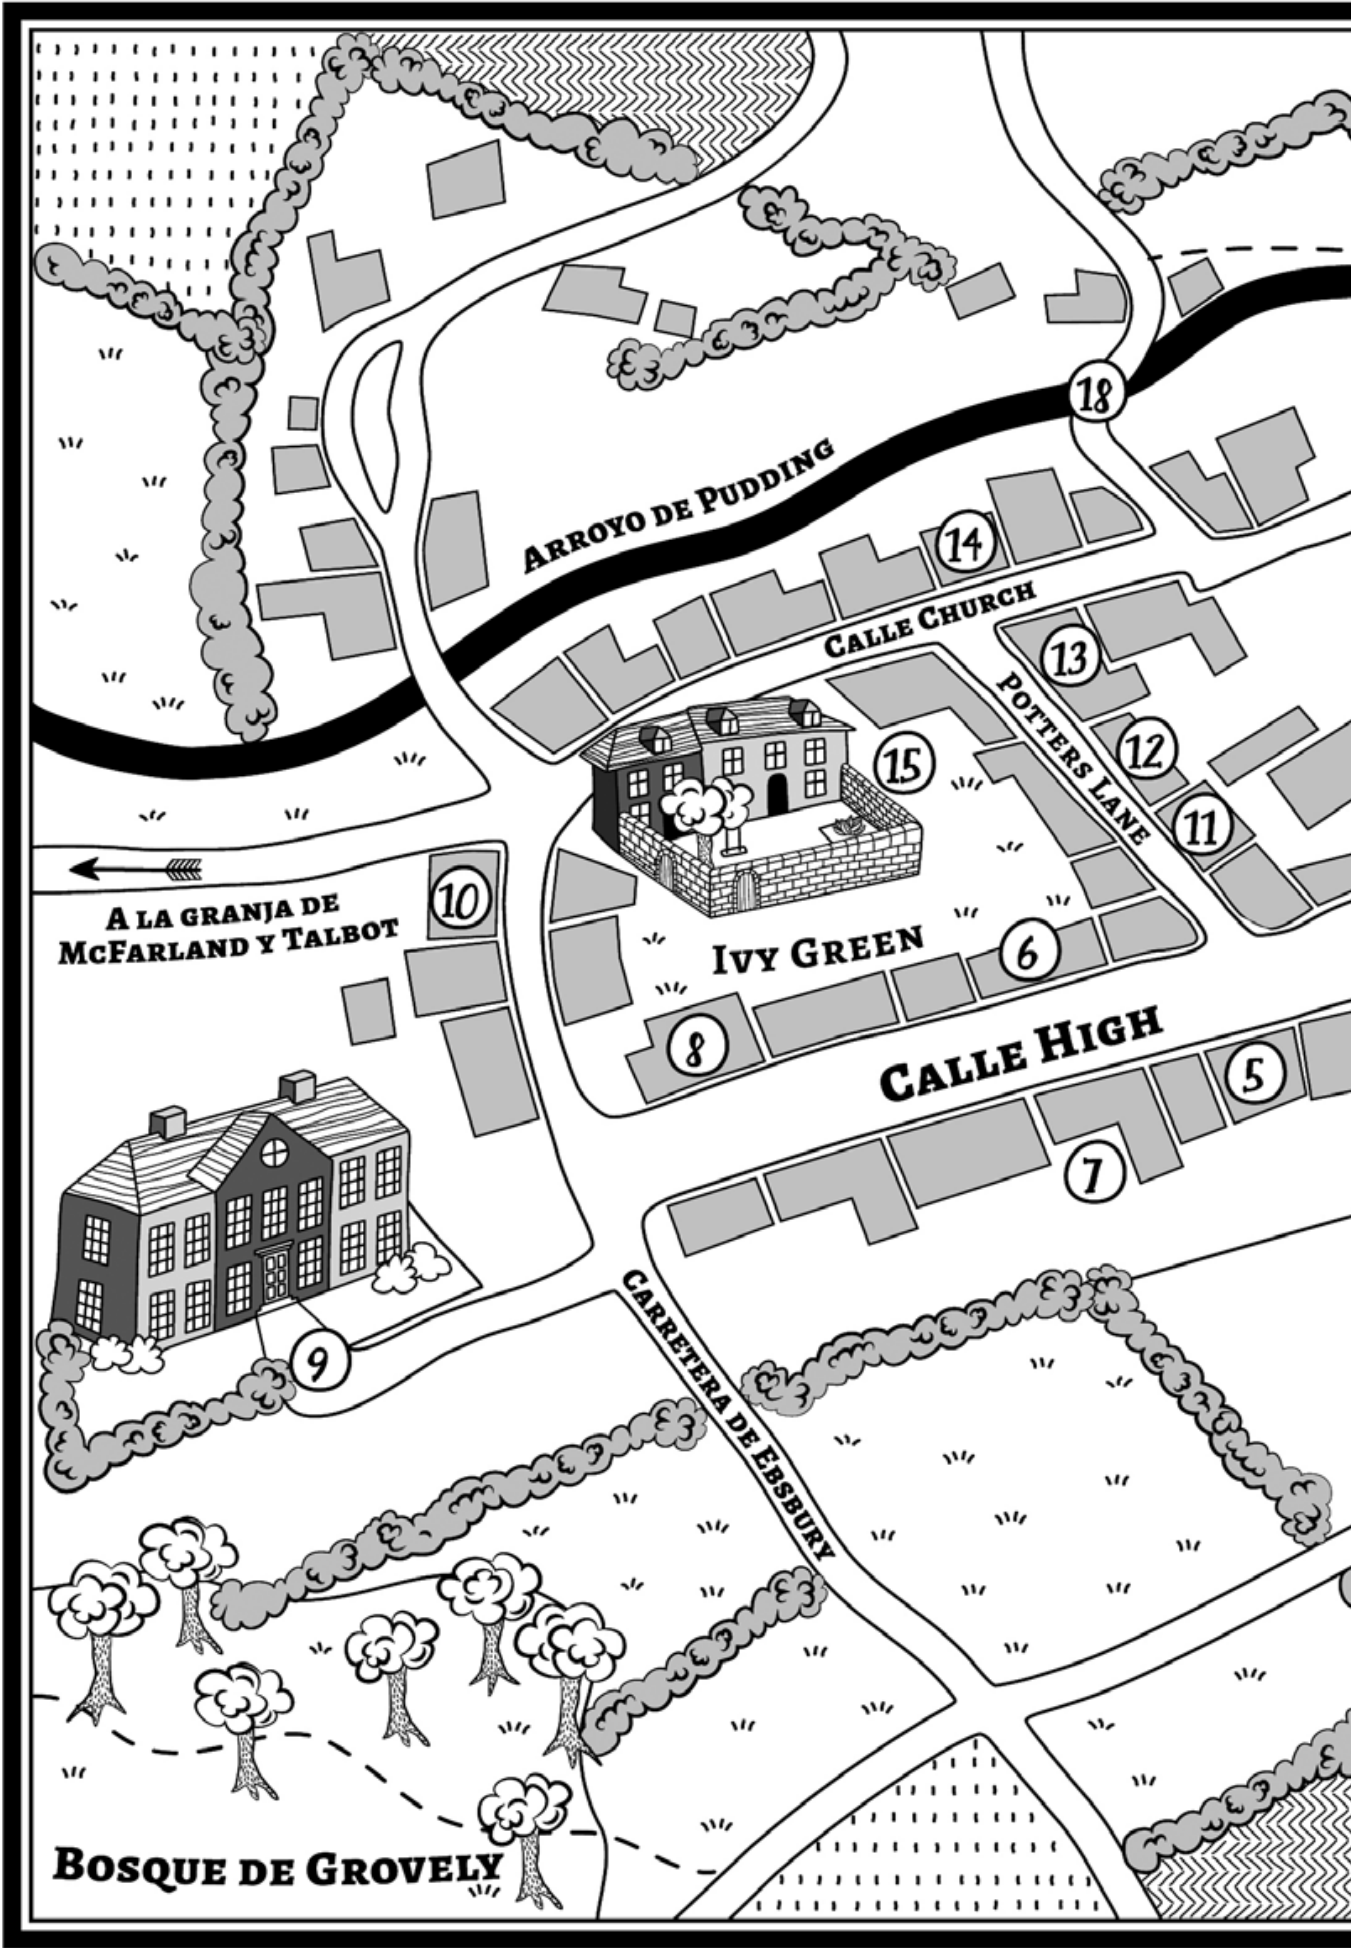 18
ARROYO DE PUDDING
14
CALLE CHURCH
13
POTTERS LANE
12
15
11
A LA GRANJA DE
MCFARLAND Y TALBOT
10
IVY GREEN
6
8
CALLE HIGH
5
7
9
CARRETERA DE EBSBURY
BOSQUE DE GROVELY